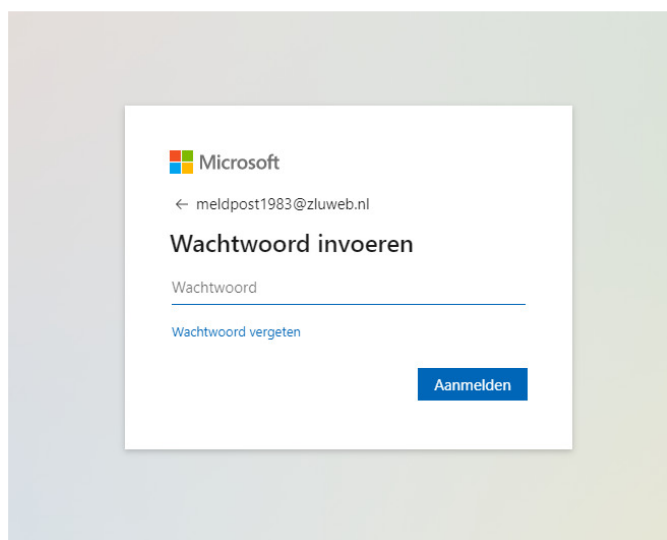 Microsoft
← meldpost1983@zluweb.nl
Wachtwoord invoeren
Wachtwoord
Wachtwoord vergeten
Aanmelden